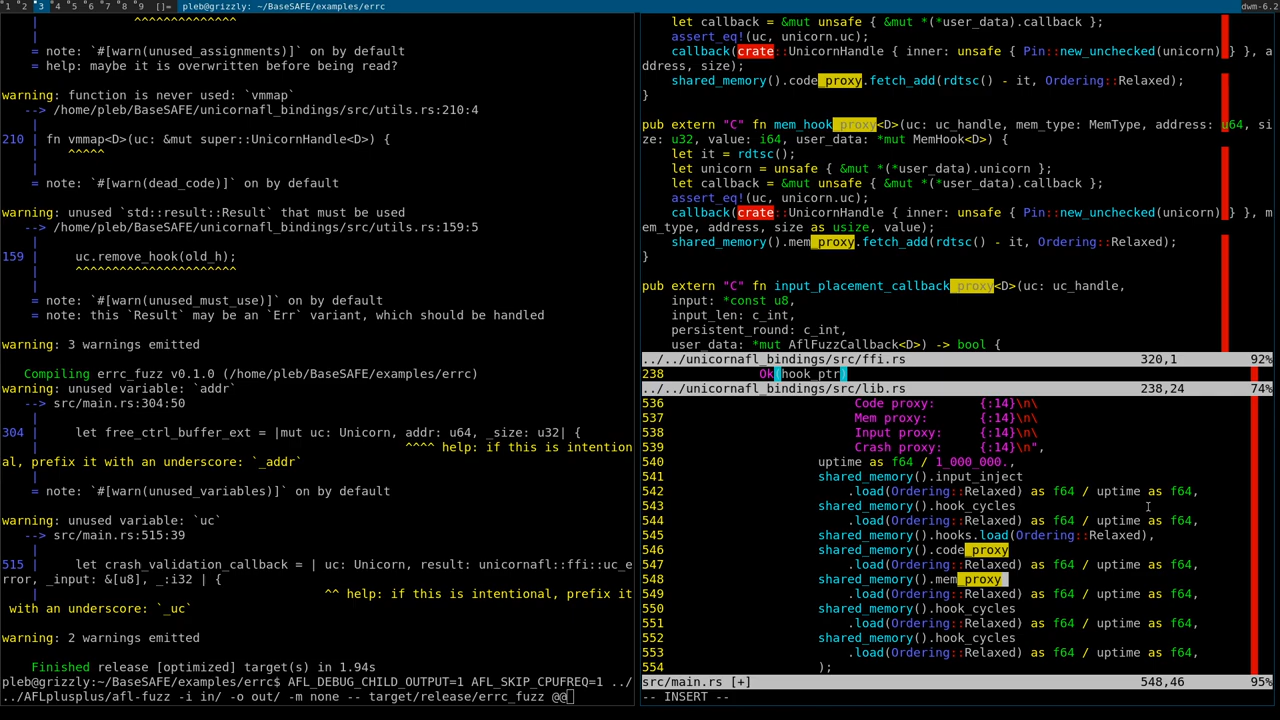 1 2 3 4 5 6 7 8 9 []= pleb@grizzly: ~/BaseSAFE/examples/errc dwm-6.2
| ^^^^^^^^^^^^^^
|
= note: `#[warn(unused_assignments)]` on by default
= help: maybe it is overwritten before being read?
warning: function is never used: `vmmap`
--> /home/pleb/BaseSAFE/unicornafl_bindings/src/utils.rs:210:4
|
210 | fn vmmap<D>(uc: &mut super::UnicornHandle<D>) {
| ^^^^^
|
= note: `#[warn(dead_code)]` on by default
warning: unused `std::result::Result` that must be used
--> /home/pleb/BaseSAFE/unicornafl_bindings/src/utils.rs:159:5
|
159 | uc.remove_hook(old_h);
| ^^^^^^^^^^^^^^^^^^^^^^
|
= note: `#[warn(unused_must_use)]` on by default
= note: this `Result` may be an `Err` variant, which should be handled
warning: 3 warnings emitted
Compiling errc_fuzz v0.1.0 (/home/pleb/BaseSAFE/examples/errc)
warning: unused variable: `addr`
--> src/main.rs:304:50
|
304 | let free_ctrl_buffer_ext = |mut uc: Unicorn, addr: u64, _size: u32| {
| ^^^^ help: if this is intention
al, prefix it with an underscore: `_addr`
|
= note: `#[warn(unused_variables)]` on by default
warning: unused variable: `uc`
--> src/main.rs:515:39
|
515 | let crash_validation_callback = | uc: Unicorn, result: unicornafl::ffi::uc_e
rror, _input: &[u8], _:i32 | {
| ^^ help: if this is intentional, prefix it
with an underscore: `_uc`
warning: 2 warnings emitted
Finished release [optimized] target(s) in 1.94s
pleb@grizzly:~/BaseSAFE/examples/errc$ AFL_DEBUG_CHILD_OUTPUT=1 AFL_SKIP_CPUFREQ=1 ../
../AFLplusplus/afl-fuzz -i in/ -o out/ -m none -- target/release/errc_fuzz @@
let callback = &mut unsafe { &mut *(*user_data).callback };
assert_eq!(uc, unicorn.uc);
callback(crate::UnicornHandle { inner: unsafe { Pin::new_unchecked(unicorn) } }, a
ddress, size);
shared_memory().code_proxy.fetch_add(rdtsc() - it, Ordering::Relaxed);
}
pub extern "C" fn mem_hook_proxy<D>(uc: uc_handle, mem_type: MemType, address: u64, si
ze: u32, value: i64, user_data: *mut MemHook<D>) {
let it = rdtsc();
let unicorn = unsafe { &mut *(*user_data).unicorn };
let callback = &mut unsafe { &mut *(*user_data).callback };
assert_eq!(uc, unicorn.uc);
callback(crate::UnicornHandle { inner: unsafe { Pin::new_unchecked(unicorn) } }, m
em_type, address, size as usize, value);
shared_memory().mem_proxy.fetch_add(rdtsc() - it, Ordering::Relaxed);
}
pub extern "C" fn input_placement_callback_proxy<D>(uc: uc_handle,
input: *const u8,
input_len: c_int,
persistent_round: c_int,
user_data: *mut AflFuzzCallback<D>) -> bool {
../../unicornafl_bindings/src/ffi.rs 320,1 92%
238 Ok(hook_ptr)
../../unicornafl_bindings/src/lib.rs 238,24 74%
536 Code proxy: {:14}\n\
537 Mem proxy: {:14}\n\
538 Input proxy: {:14}\n\
539 Crash proxy: {:14}\n",
540 uptime as f64 / 1_000_000.,
541 shared_memory().input_inject
542 .load(Ordering::Relaxed) as f64 / uptime as f64,
543 shared_memory().hook_cycles
544 .load(Ordering::Relaxed) as f64 / uptime as f64,
545 shared_memory().hooks.load(Ordering::Relaxed),
546 shared_memory().code_proxy
547 .load(Ordering::Relaxed) as f64 / uptime as f64,
548 shared_memory().mem_proxy
549 .load(Ordering::Relaxed) as f64 / uptime as f64,
550 shared_memory().hook_cycles
551 .load(Ordering::Relaxed) as f64 / uptime as f64,
552 shared_memory().hook_cycles
553 .load(Ordering::Relaxed) as f64 / uptime as f64,
554 );
src/main.rs [+] 548,46 95%
-- INSERT --